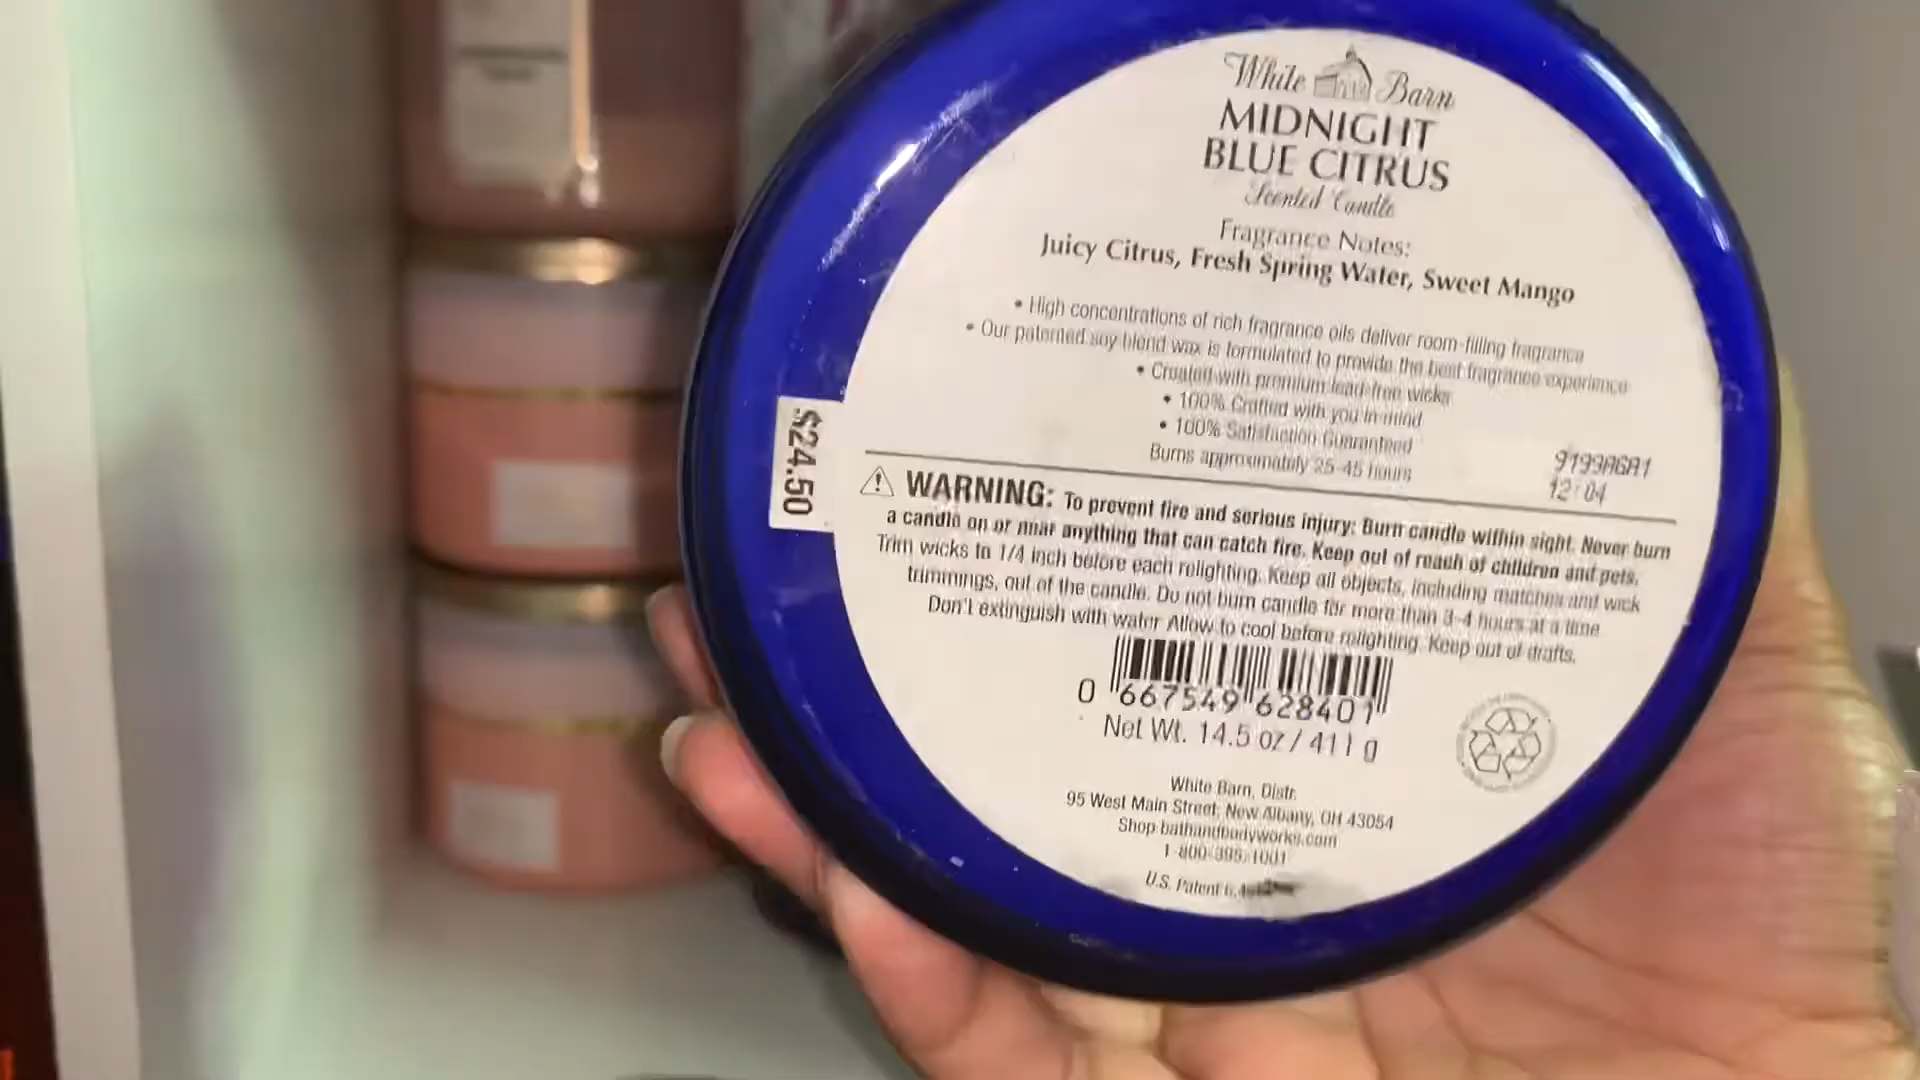 White Barn
MIDNIGHT
BLUE CITRUS
Scented Candle
Fragrance Notes:
Juicy Citrus, Fresh Spring Water, Sweet Mango
• High concentrations of rich fragrance oils deliver room-filling fragrance
• Our patented soy blend wax is formulated to provide the best fragrance experience
• Created with premium lead-free wicks
• 100% Crafted with you in mind
• 100% Satisfaction Guaranteed
Burns approximately 25-45 hours
9199AGA1
12:04
$24.50
WARNING: To prevent fire and serious injury: Burn candle within sight. Never burn
a candle on or near anything that can catch fire. Keep out of reach of children and pets.
Trim wicks to 1/4 inch before each relighting. Keep all objects, including matches and wick
trimmings, out of the candle. Do not burn candle for more than 3-4 hours at a time
Don't extinguish with water Allow to cool before relighting. Keep out of drafts.
0 667549 628401
Net Wt. 14.5 oz / 411 g
White Barn, Distr.
95 West Main Street, New Albany, OH 43054
Shop bathandbodyworks.com
1-800-395-1001
U.S. Patent